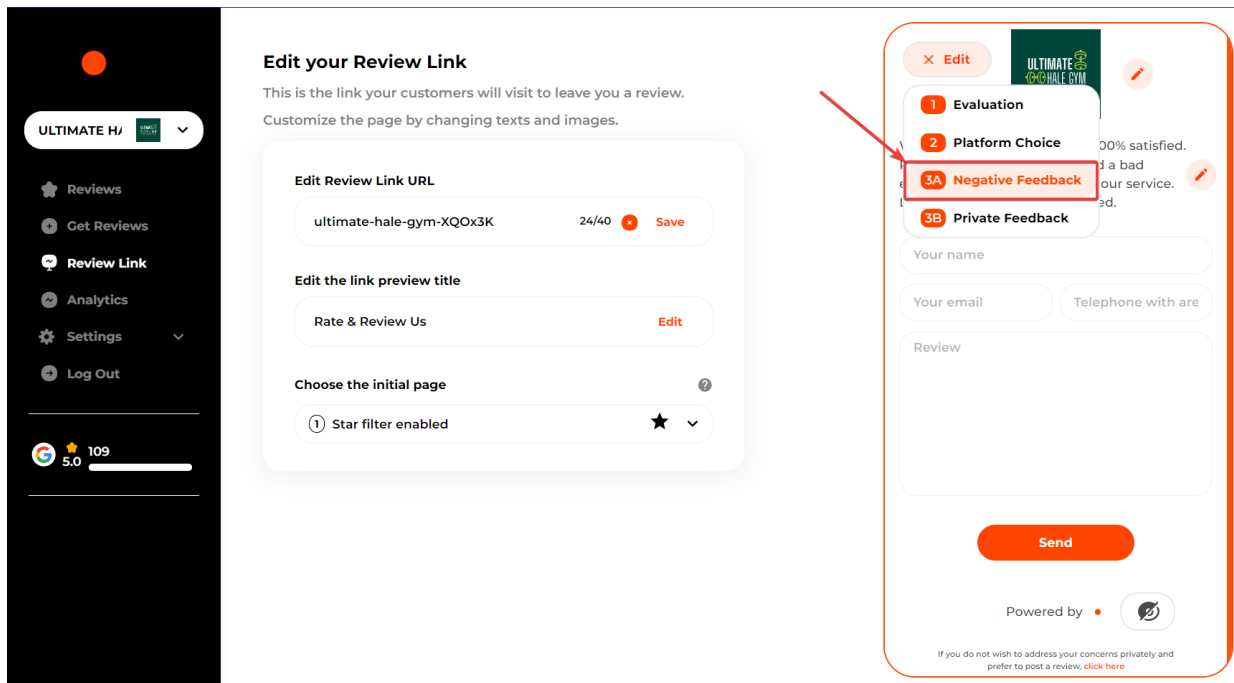 ULTIMATE HA
Reviews
Get Reviews
Review Link
Analytics
Settings
Log Out
109
5.0
Edit your Review Link
This is the link your customers will visit to leave you a review.
Customize the page by changing texts and images.
Edit Review Link URL
ultimate-hale-gym-XQOx3K 24/40 Save
Edit the link preview title
Rate & Review Us Edit
Choose the initial page ?
1 Star filter enabled
Edit
ULTIMATE
HALE GYM
1 Evaluation
2 Platform Choice
3A Negative Feedback
3B Private Feedback
00% satisfied.
d a bad
our service.
ed.
Your name
Your email Telephone with are
Review
Send
Powered by
If you do not wish to address your concerns privately and
prefer to post a review, click here